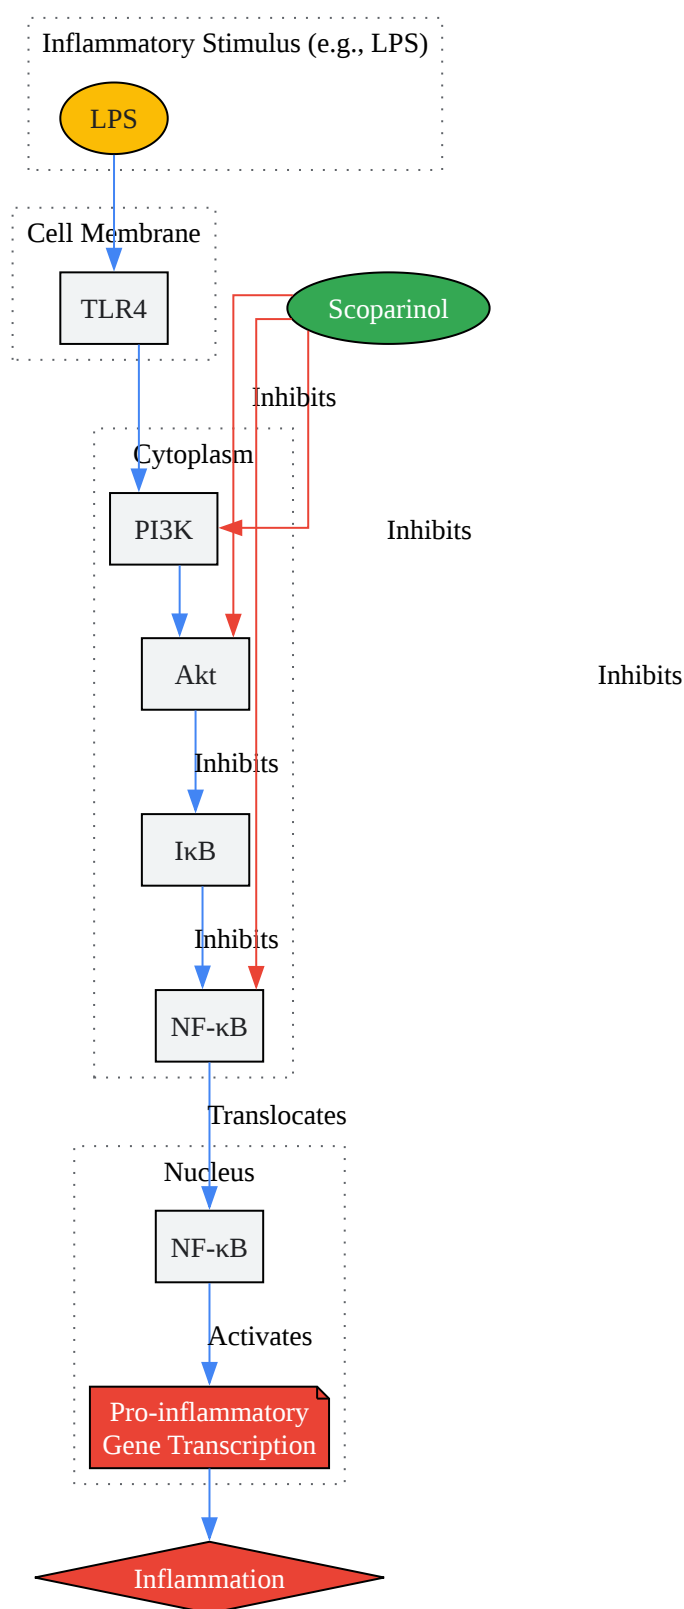 Inflammatory Stimulus (e.g., LPS)
LPS
Cell Membrane
TLR4
Scoparinol
Inhibits
Cytoplasm
PI3K
Inhibits
Akt
Inhibits
Inhibits
IκB
Inhibits
NF-κB
Translocates
Nucleus
NF-κB
Activates
Pro-inflammatory
Gene Transcription
Inflammation